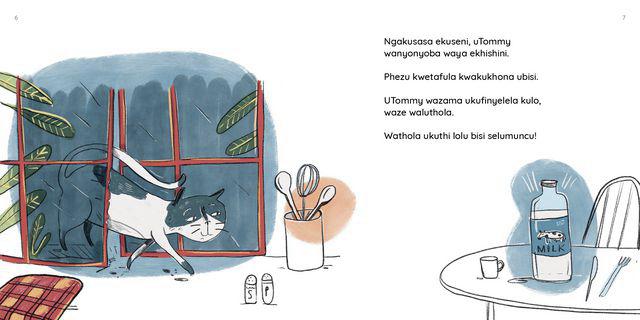 6
7
Ngakusasa ekuseni, uTommy
wanyonyoba waya ekhishini.
Phezu kwetafula kwakukhona ubisi.
UTommy wazama ukufinyelela kulo,
waze waluthola.
Wathola ukuthi lolu bisi selumuncu!
S P
MILK